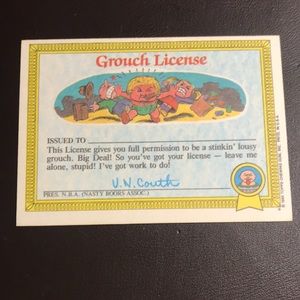 Grouch License
ISSUED TO
This License gives you full permission to be a stinkin' lousy
grouch. Big Deal! So you've got your license — leave me
alone, stupid! I've got work to do!
U.N. Couth
PRES. N.B.A. (NASTY BOORS ASSOC.)